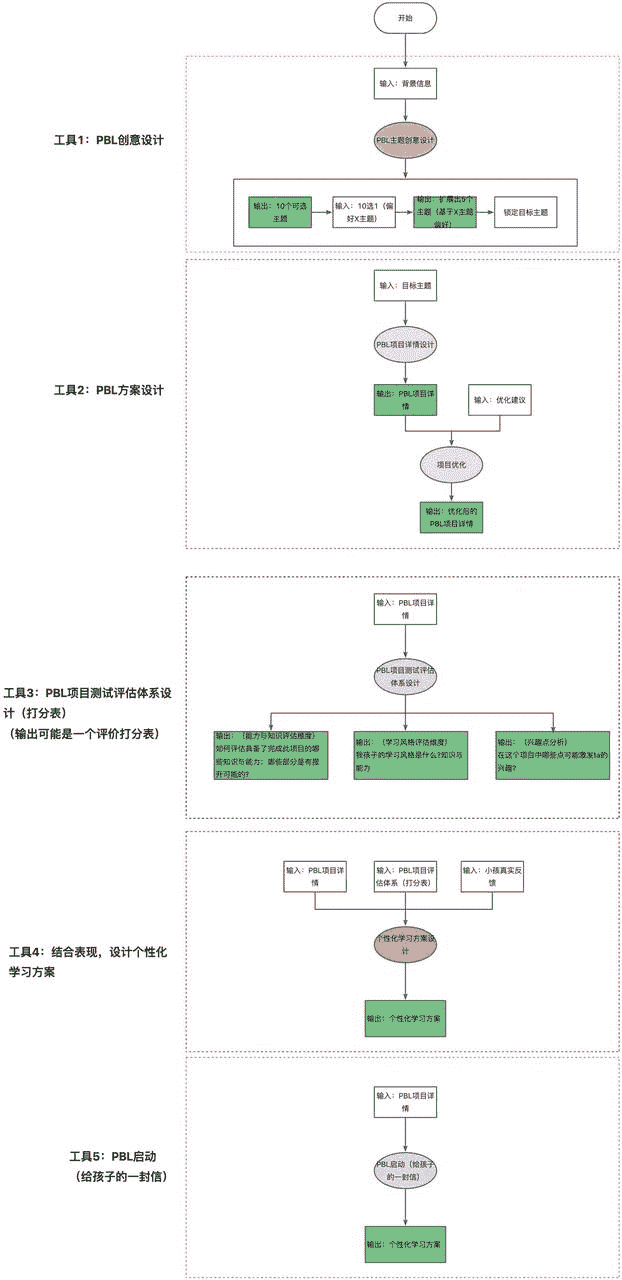 开始
输入：背景信息
工具1：PBL创意设计
PBL主题创意设计
输出：10个可选
主题
输入：10选1（偏
好X主题）
输出：扩展出5个
主题（基于X主题
偏好）
锁定目标主题
输入：目标主题
PBL项目详情设计
工具2：PBL方案设计
输出：PBL项目详
情
输入：优化建议
项目优化
输出：优化后的
PBL项目详情
输入：PBL项目详
情
PBL项目测试评估
体系设计
工具3：PBL项目测试评估体系设
计（打分表）
（输出可能是一个评价打分表）
输出：（能力与知识评估维度）
如何评估具备了完成此项目的哪
些知识与能力；哪些部分是有提
升可能的？
输出：（学习风格评估维度）
我孩子的学习风格是什么？知识与
能力
输出：（兴趣点分析）
在这个项目中哪些点可能激发ta的
兴趣？
输入：PBL项目详
情
输入：PBL项目评
估体系（打分表）
输入：小孩真实反
馈
工具4：结合表现，设计个性化
学习方案
个性化学习方案设
计
输出：个性化学习方案
输入：PBL项目详
情
工具5：PBL启动
（给孩子的一封信）
PBL启动（给孩子
的一封信）
输出：个性化学习方案